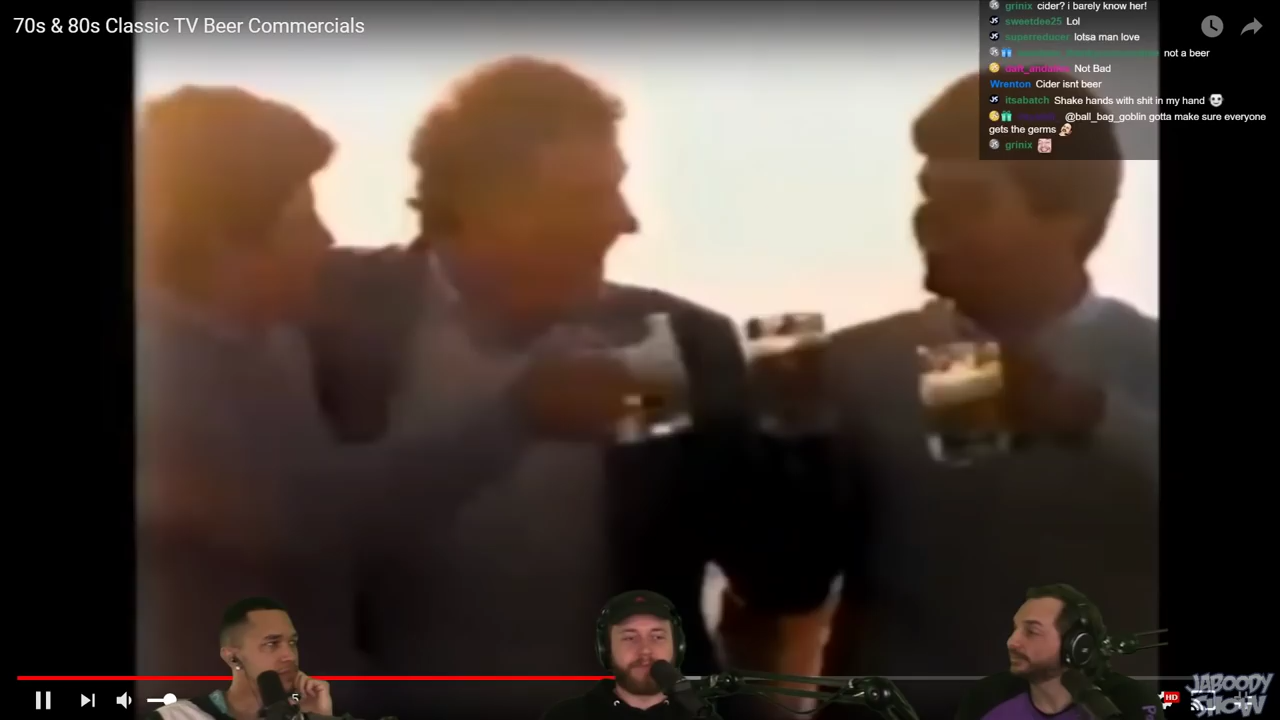 70s & 80s Classic TV Beer Commercials
grinix cider? i barely know her!
sweetdee25 Lol
superreducer lotsa man love
not a beer
Not Bad
Wrenton Cider isnt beer
itsabatch Shake hands with shit in my hand
@ball_bag_goblin gotta make sure everyone
gets the germs
grinix
5
HD
JABOODY
SHOW